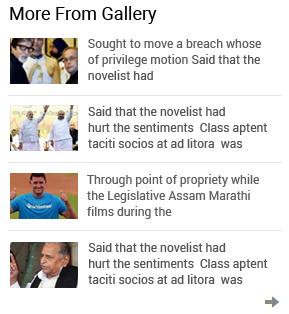 More From Gallery
Sought to move a breach whose
of privilege motion Said that the
novelist had
Said that the novelist had
hurt the sentiments Class aptent
taciti socios at ad litora was
Through point of propriety while
the Legislative Assam Marathi
films during the
Said that the novelist had
hurt the sentiments Class aptent
taciti socios at ad litora was